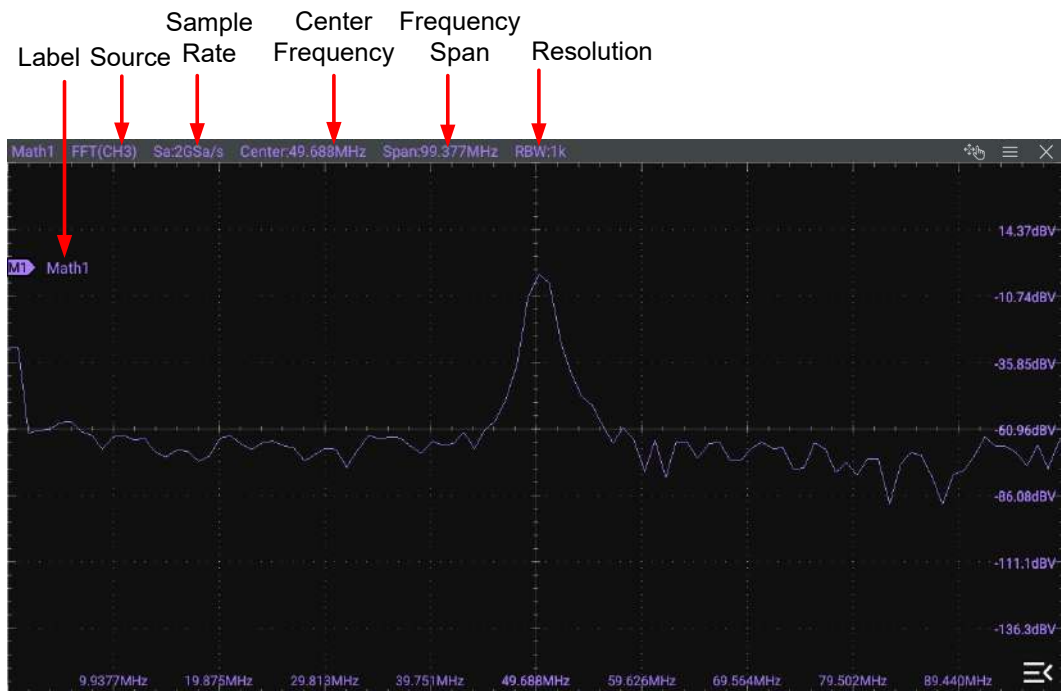 Label
Source
Sample
Rate
Center
Frequency
Frequency
Span
Resolution
Math1 FFT(CH3) Sa:2GSa/s Center:49.688MHz Span:99.377MHz RBW:1k
14.37dBV
M1 Math1
-10.74dBV
-35.85dBV
-60.96dBV
-86.08dBV
-111.1dBV
-136.3dBV
9.9377MHz 19.875MHz 29.813MHz 39.751MHz 49.688MHz 59.626MHz 69.564MHz 79.502MHz 89.440MHz